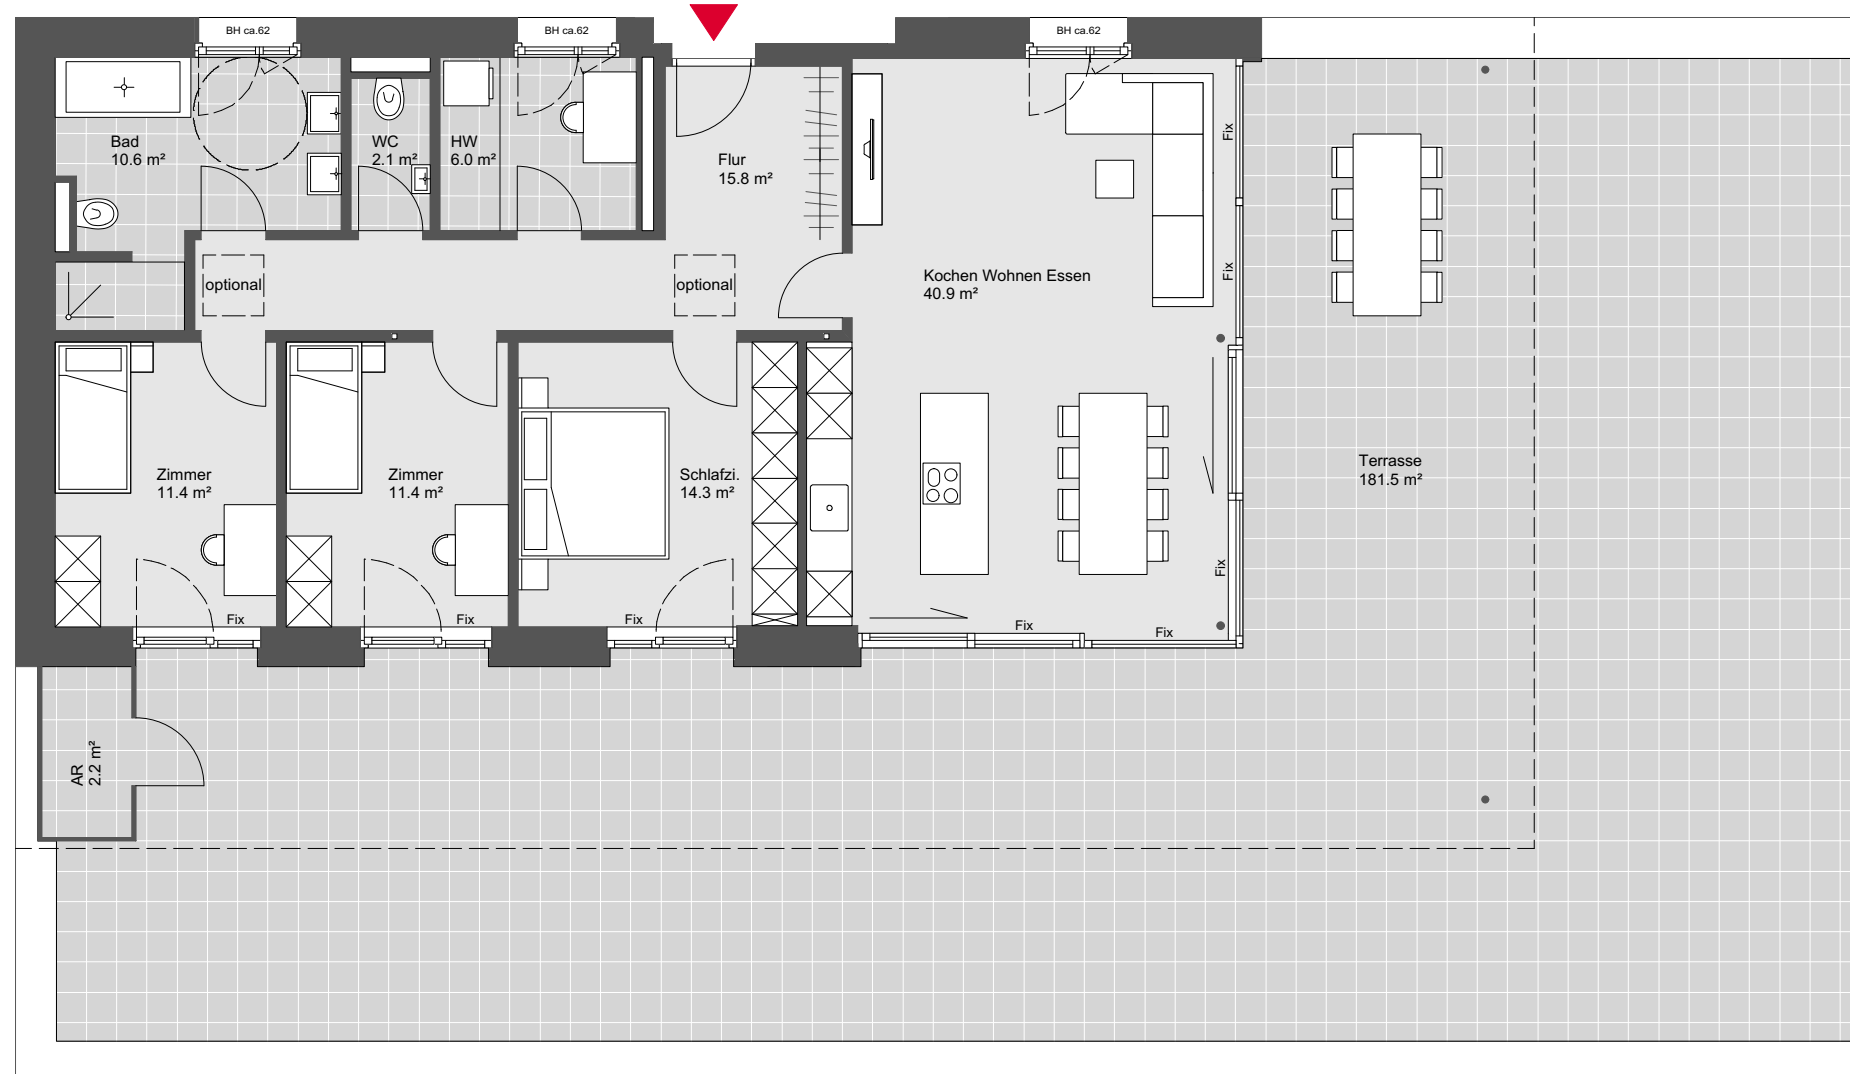 BH ca.62
BH ca.62
BH ca.62
Bad
10.6 m²
WC
2.1 m²
HW
6.0 m²
Flur
15.8 m²
Fix
Fix
optional
optional
Kochen Wohnen Essen
40.9 m²
Zimmer
11.4 m²
Zimmer
11.4 m²
Schlafzi.
14.3 m²
Terrasse
181.5 m²
Fix
Fix
Fix
Fix
Fix
Fix
AR
2.2 m²